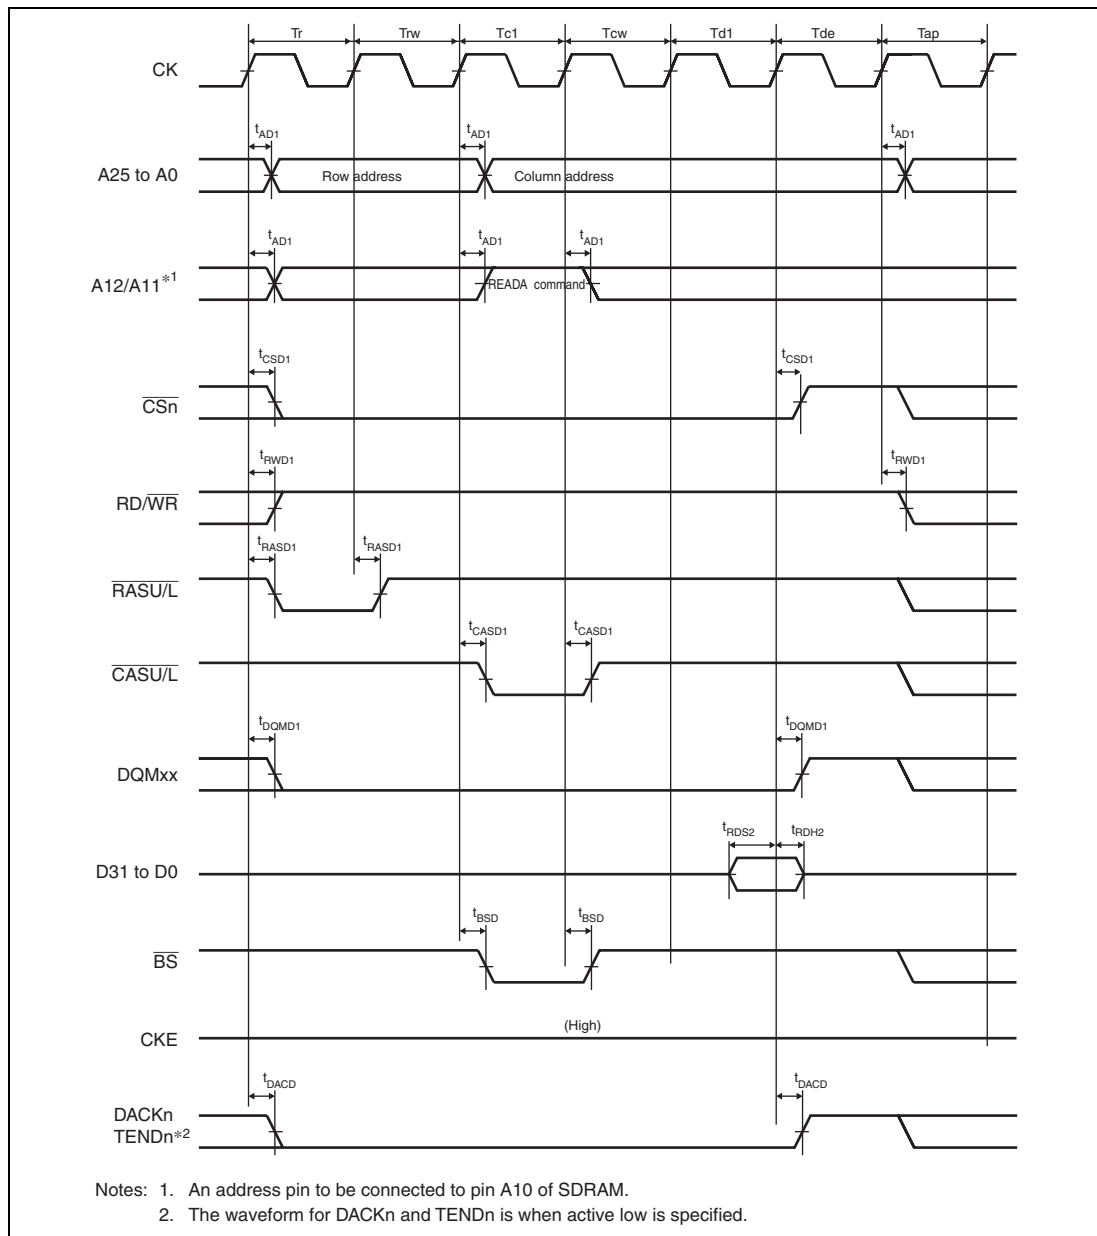 Tr Trw Tc1 Tcw Td1 Tde Tap
CK
tAD1 tAD1 tAD1
A25 to A0 Row address Column address
tAD1 tAD1 tAD1
A12/A11*1 READA command
tCSD1 tCSD1
CSn
tRWD1 tRWD1
RD/WR
tRASD1 tRASD1
RASU/L
tCASD1 tCASD1
CASU/L
tDQMD1 tDQMD1
DQMxx
tRDS2 tRDH2
D31 to D0
tBSD tBSD
BS
(High)
CKE
tDACD tDACD
DACKn
TENDn*2
Notes: 1. An address pin to be connected to pin A10 of SDRAM.
2. The waveform for DACKn and TENDn is when active low is specified.